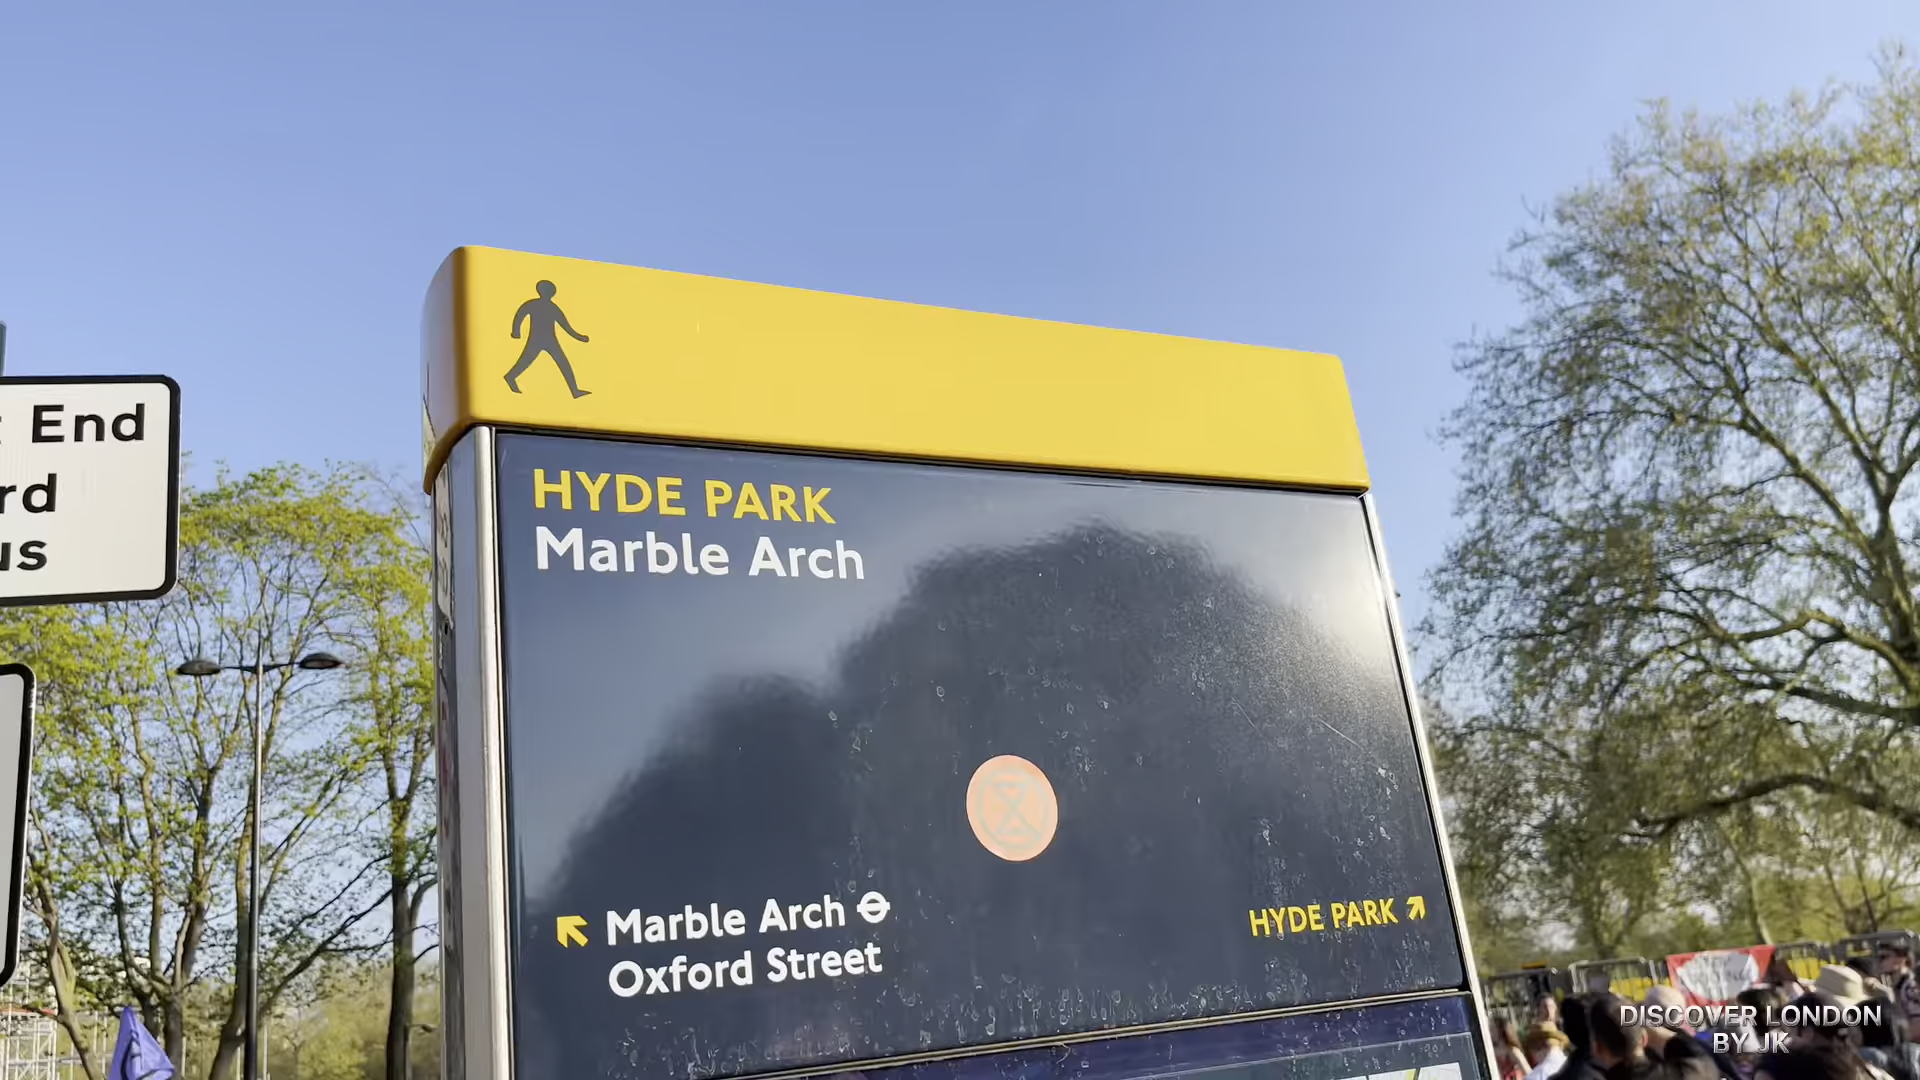 End
rd
us
HYDE PARK
Marble Arch
Marble Arch
Oxford Street
HYDE PARK
DISCOVER LONDON
BY JK